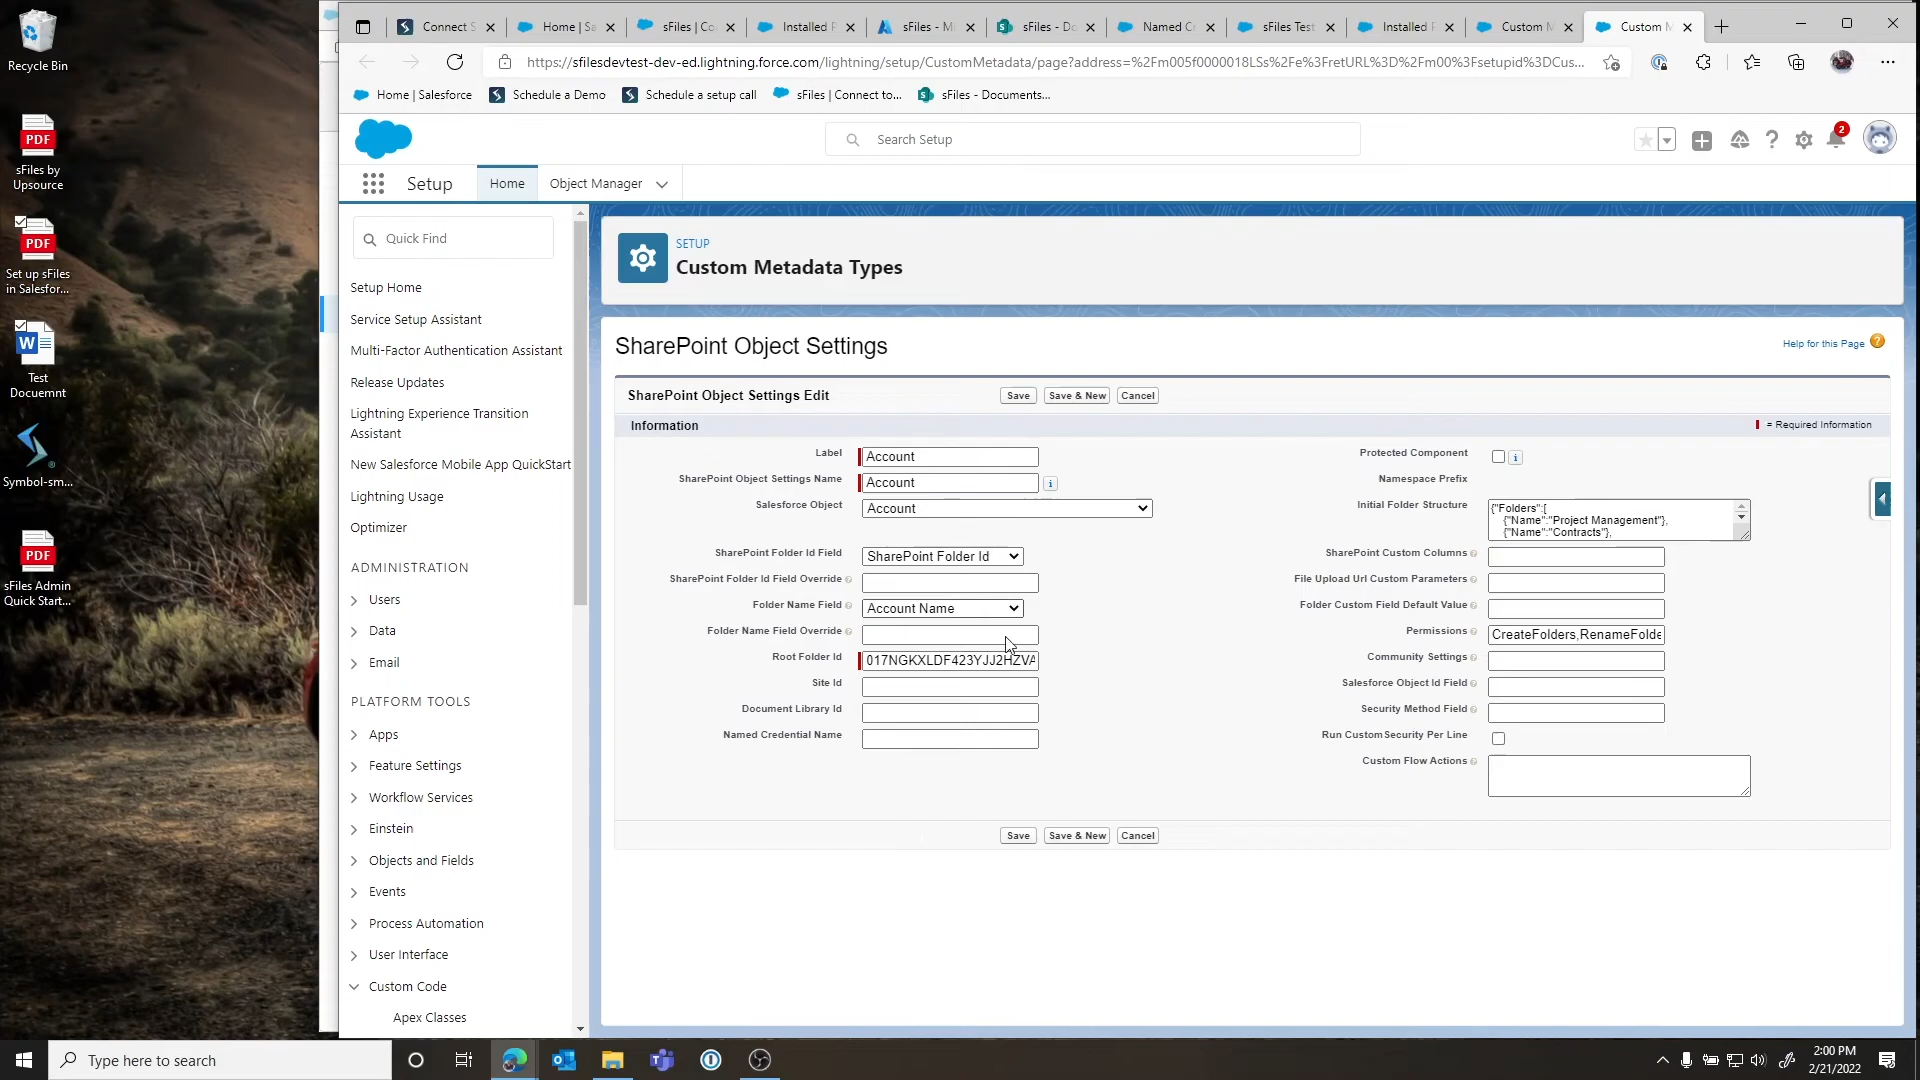 Recycle Bin
PDF
sFiles by
Upsource
PDF
Set up sFiles
in Salesfor...
W
Test
Docuemnt
Symbol-sm...
PDF
sFiles Admin
Quick Start...
Connect S
Home | Sa
sFiles | Co
Installed P
sFiles - Mi
sFiles - Do
Named Cr
sFiles Test
Installed P
Custom M
Custom M
https://sfilesdevtest-dev-ed.lightning.force.com/lightning/setup/CustomMetadata/page?address=%2Fm005f0000018LSs%2Fe%3FretURL%3D%2Fm00%3Fsetupid%3DCus...
Home | Salesforce
Schedule a Demo
Schedule a setup call
sFiles | Connect to...
sFiles - Documents...
Search Setup
2
Setup
Home
Object Manager
Quick Find
Setup Home
Service Setup Assistant
Multi-Factor Authentication Assistant
Release Updates
Lightning Experience Transition
Assistant
New Salesforce Mobile App QuickStart
Lightning Usage
Optimizer
ADMINISTRATION
Users
Data
Email
PLATFORM TOOLS
Apps
Feature Settings
Workflow Services
Einstein
Objects and Fields
Events
Process Automation
User Interface
Custom Code
Apex Classes
SETUP
Custom Metadata Types
SharePoint Object Settings
Help for this Page
SharePoint Object Settings Edit
Save
Save & New
Cancel
Information
= Required Information
Label
Account
SharePoint Object Settings Name
Account
Salesforce Object
Account
SharePoint Folder Id Field
SharePoint Folder Id
SharePoint Folder Id Field Override
Folder Name Field
Account Name
Folder Name Field Override
Root Folder Id
017NGKXLDF423YJJ2HZVA
Site Id
Document Library Id
Named Credential Name
Protected Component
Namespace Prefix
Initial Folder Structure
{"Folders":[
{"Name":"Project Management"},
{"Name":"Contracts"},
SharePoint Custom Columns
File Upload Url Custom Parameters
Folder Custom Field Default Value
Permissions
CreateFolders,RenameFolde
Community Settings
Salesforce Object Id Field
Security Method Field
Run CustomSecurity Per Line
Custom Flow Actions
Save
Save & New
Cancel
Type here to search
2:00 PM
2/21/2022